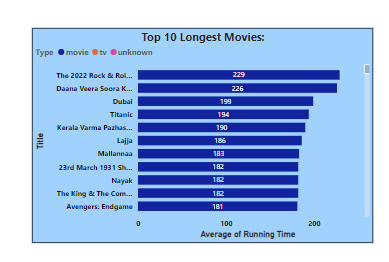 Top 10 Longest Movies:
Type movie tv unknown
The 2022 Rock & Rol... 229
Daana Veera Soora K... 226
Dubai 199
Titanic 194
Kerala Varma Pazhas... 190
Lajja 186
Mallannaa 183
23rd March 1931 Sh... 182
Nayak 182
The King & The Com... 182
Avengers: Endgame 181
Title
0 100 200
Average of Running Time